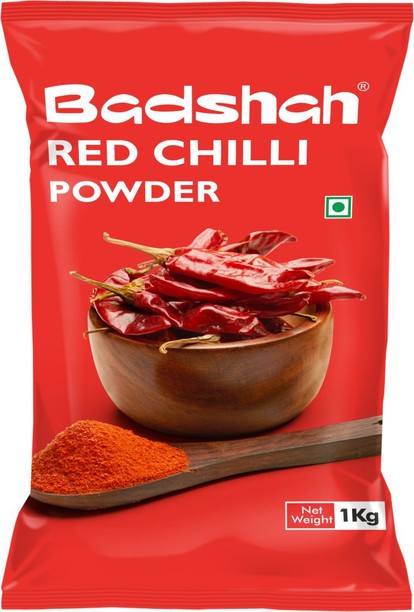 Badshah®
RED CHILLI
POWDER
Net
Weight
1Kg